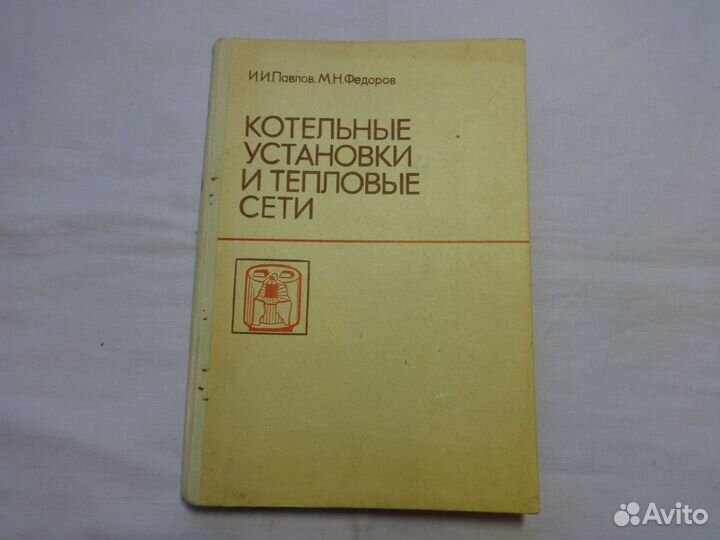 И.И.Павлов, М.Н.Федоров
КОТЕЛЬНЫЕ
УСТАНОВКИ
И ТЕПЛОВЫЕ
СЕТИ
Avito